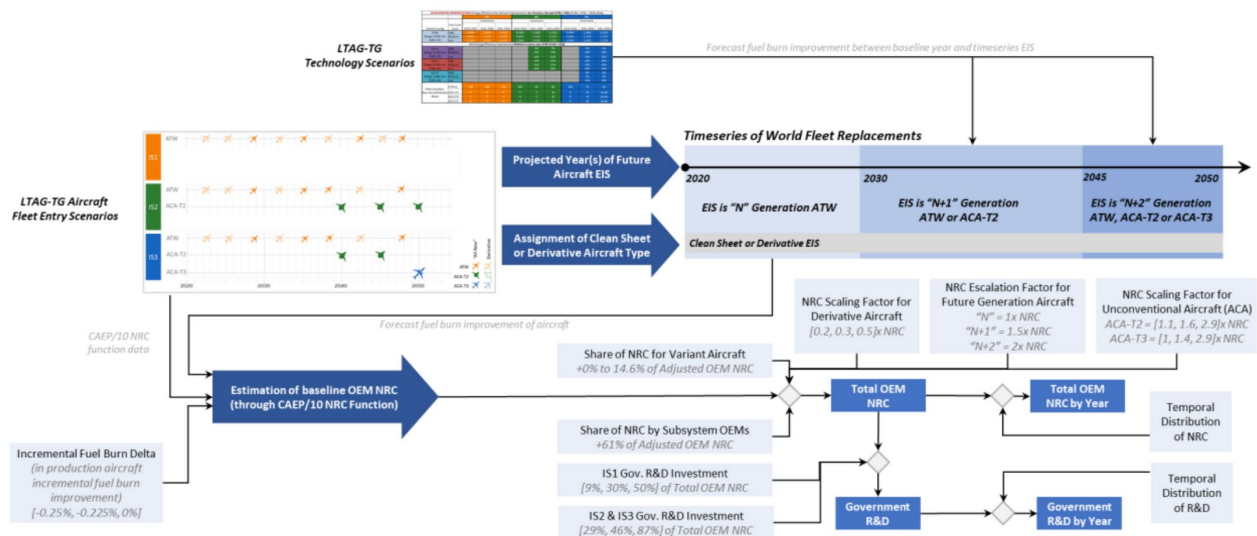 LTAG-TG
Technology Scenarios
Forecast fuel burn improvement between baseline year and timeseries EIS
LTAG-TG Aircraft
Fleet Entry Scenarios
IS1
ATW
IS2
ATW
ACA-T2
IS3
ATW
ACA-T2
ACA-T3
"All New"
Derivative
ATW
ACA-T2
ACA-T3
2020
2030
2040
2050
Projected Year(s) of Future
Aircraft EIS
Assignment of Clean Sheet
or Derivative Aircraft Type
Timeseries of World Fleet Replacements
2020
2030
2045
2050
EIS is "N" Generation ATW
EIS is "N+1" Generation
ATW or ACA-T2
EIS is "N+2" Generation
ATW, ACA-T2 or ACA-T3
Clean Sheet or Derivative EIS
CAEP/10 NRC
function data
Forecast fuel burn improvement of aircraft
NRC Scaling Factor for
Derivative Aircraft
[0.2, 0.3, 0.5]x NRC
NRC Escalation Factor for
Future Generation Aircraft
"N" = 1x NRC
"N+1" = 1.5x NRC
"N+2" = 2x NRC
NRC Scaling Factor for
Unconventional Aircraft (ACA)
ACA-T2 = [1.1, 1.6, 2.9]x NRC
ACA-T3 = [1, 1.4, 2.9]x NRC
Share of NRC for Variant Aircraft
+0% to 14.6% of Adjusted OEM NRC
Estimation of baseline OEM NRC
(through CAEP/10 NRC Function)
Total OEM
NRC
Total OEM
NRC by Year
Share of NRC by Subsystem OEMs
+61% of Adjusted OEM NRC
Temporal
Distribution
of NRC
Incremental Fuel Burn Delta
(in production aircraft
incremental fuel burn
improvement)
[-0.25%, -0.225%, 0%]
IS1 Gov. R&D Investment
[9%, 30%, 50%] of Total OEM NRC
IS2 & IS3 Gov. R&D Investment
[29%, 46%, 87%] of Total OEM NRC
Government
R&D
Government
R&D by Year
Temporal
Distribution
of R&D